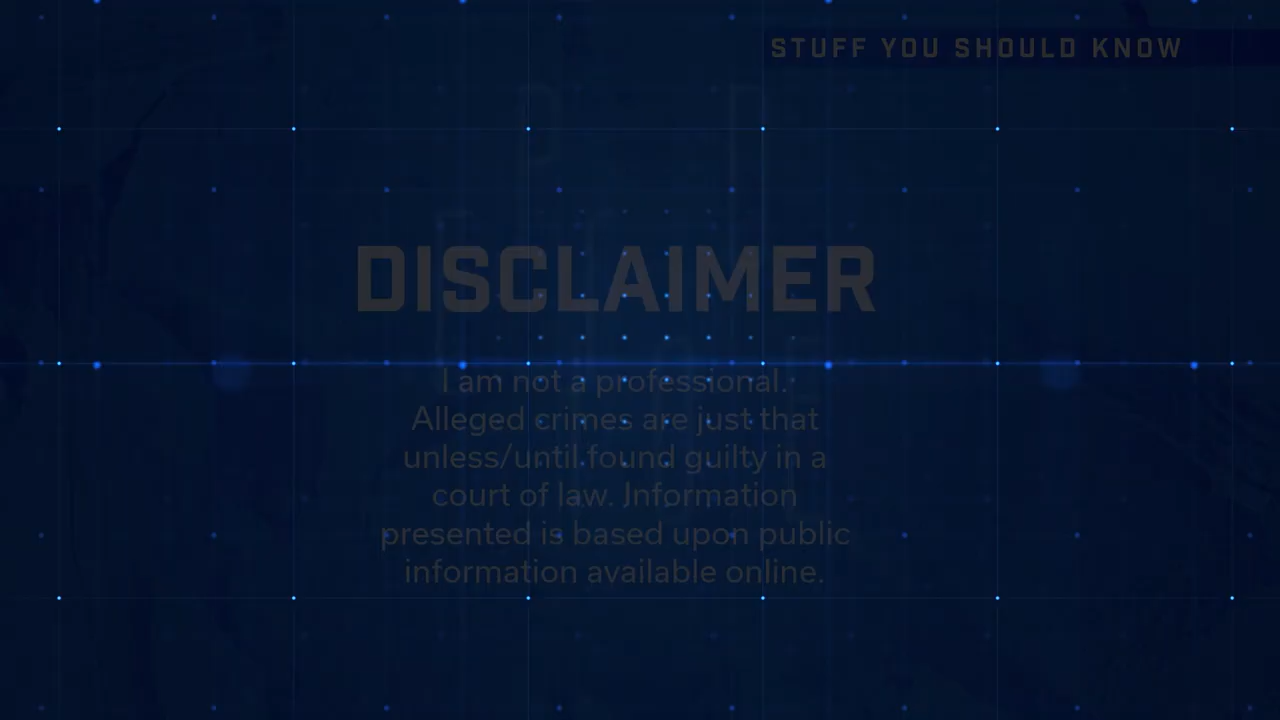 STUFF YOU SHOULD KNOW
DISCLAIMER
I am not a professional.
Alleged crimes are just that
unless/until found guilty in a
court of law. Information
presented is based upon public
information available online.